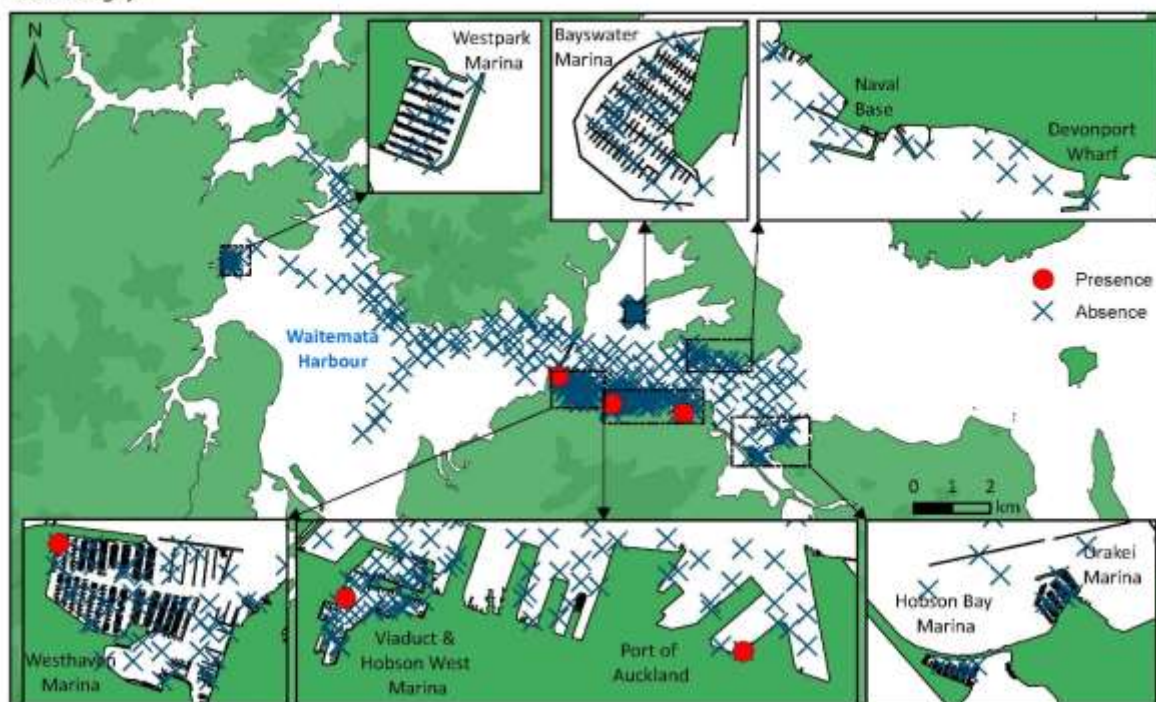 N
Westpark
Marina
Bayswater
Marina
Naval
Base
Devonport
Wharf
Presence
Absence
Waitematā
Harbour
0 1 2
km
Westhaven
Marina
Viaduct &
Hobson West
Marina
Port of
Auckland
Hobson Bay
Marina
Orakei
Marina